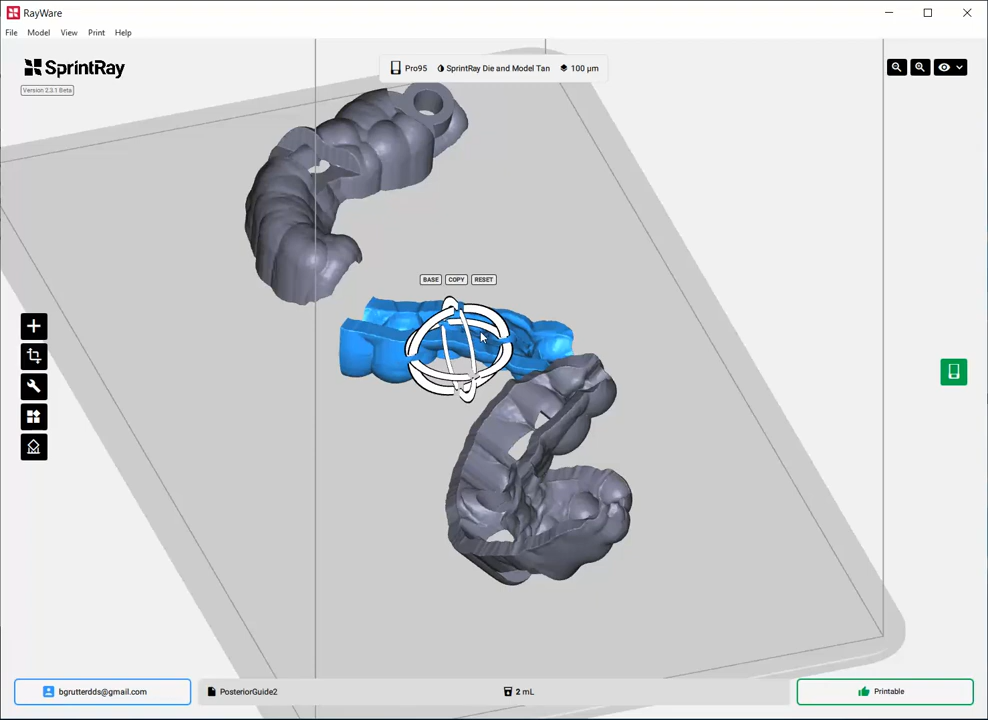 RayWare
File Model View Print Help
SprintRay
Version 2.3.1 Beta
Pro95 SprintRay Die and Model Tan 100 µm
BASE COPY RESET
bgrutterdds@gmail.com PosteriorGuide2 2 mL Printable